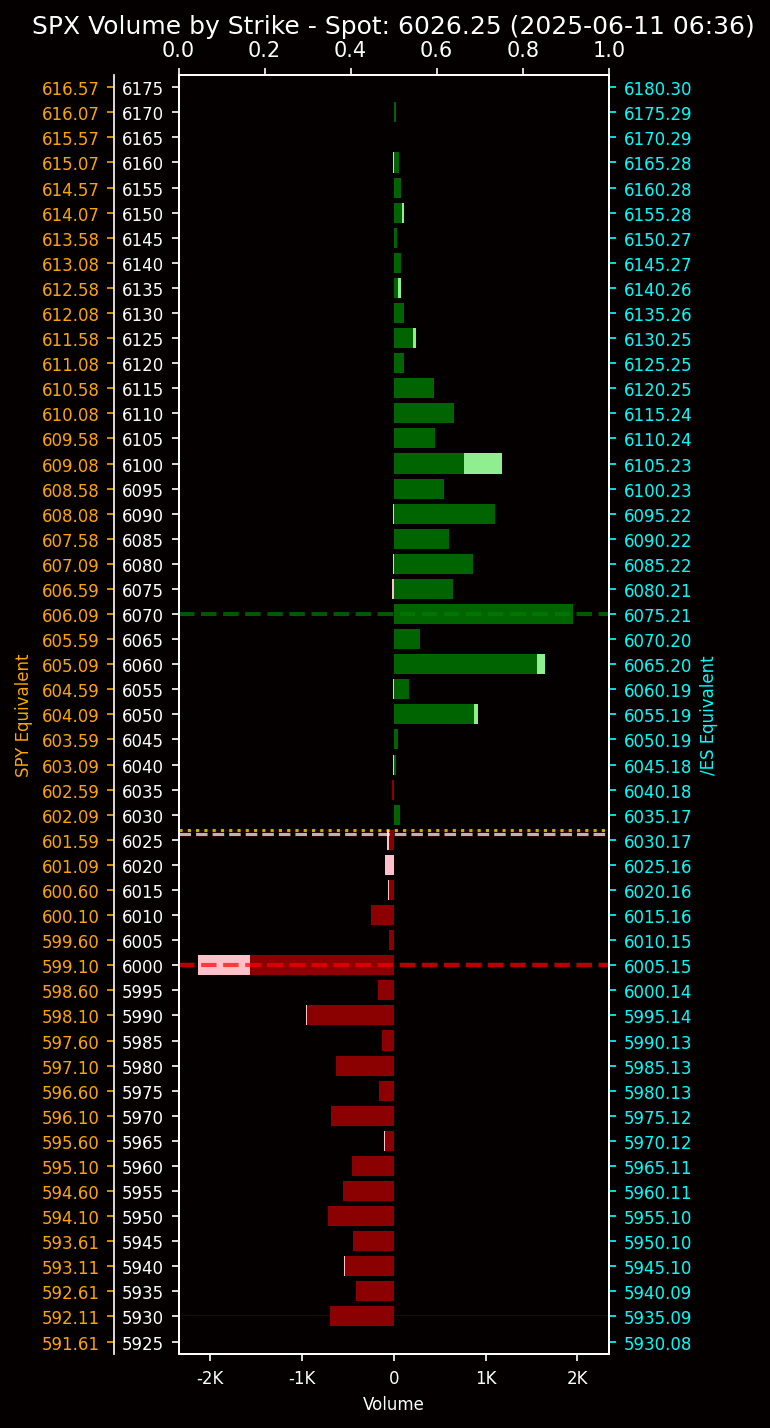 SPX Volume by Strike - Spot: 6026.25 (2025-06-11 06:36)
0.0 0.2 0.4 0.6 0.8 1.0
616.57 6175 6180.30
616.07 6170 6175.29
615.57 6165 6170.29
615.07 6160 6165.28
614.57 6155 6160.28
614.07 6150 6155.28
613.58 6145 6150.27
613.08 6140 6145.27
612.58 6135 6140.26
612.08 6130 6135.26
611.58 6125 6130.25
611.08 6120 6125.25
610.58 6115 6120.25
610.08 6110 6115.24
609.58 6105 6110.24
609.08 6100 6105.23
608.58 6095 6100.23
608.08 6090 6095.22
607.58 6085 6090.22
607.09 6080 6085.22
606.59 6075 6080.21
606.09 6070 6075.21
605.59 6065 6070.20
605.09 6060 6065.20
604.59 6055 6060.19
604.09 6050 6055.19
603.59 6045 6050.19
603.09 6040 6045.18
602.59 6035 6040.18
602.09 6030 6035.17
601.59 6025 6030.17
601.09 6020 6025.16
600.60 6015 6020.16
600.10 6010 6015.16
599.60 6005 6010.15
599.10 6000 6005.15
598.60 5995 6000.14
598.10 5990 5995.14
597.60 5985 5990.13
597.10 5980 5985.13
596.60 5975 5980.13
596.10 5970 5975.12
595.60 5965 5970.12
595.10 5960 5965.11
594.60 5955 5960.11
594.10 5950 5955.10
593.61 5945 5950.10
593.11 5940 5945.10
592.61 5935 5940.09
592.11 5930 5935.09
591.61 5925 5930.08
SPY Equivalent
/ES Equivalent
-2K -1K 0 1K 2K
Volume